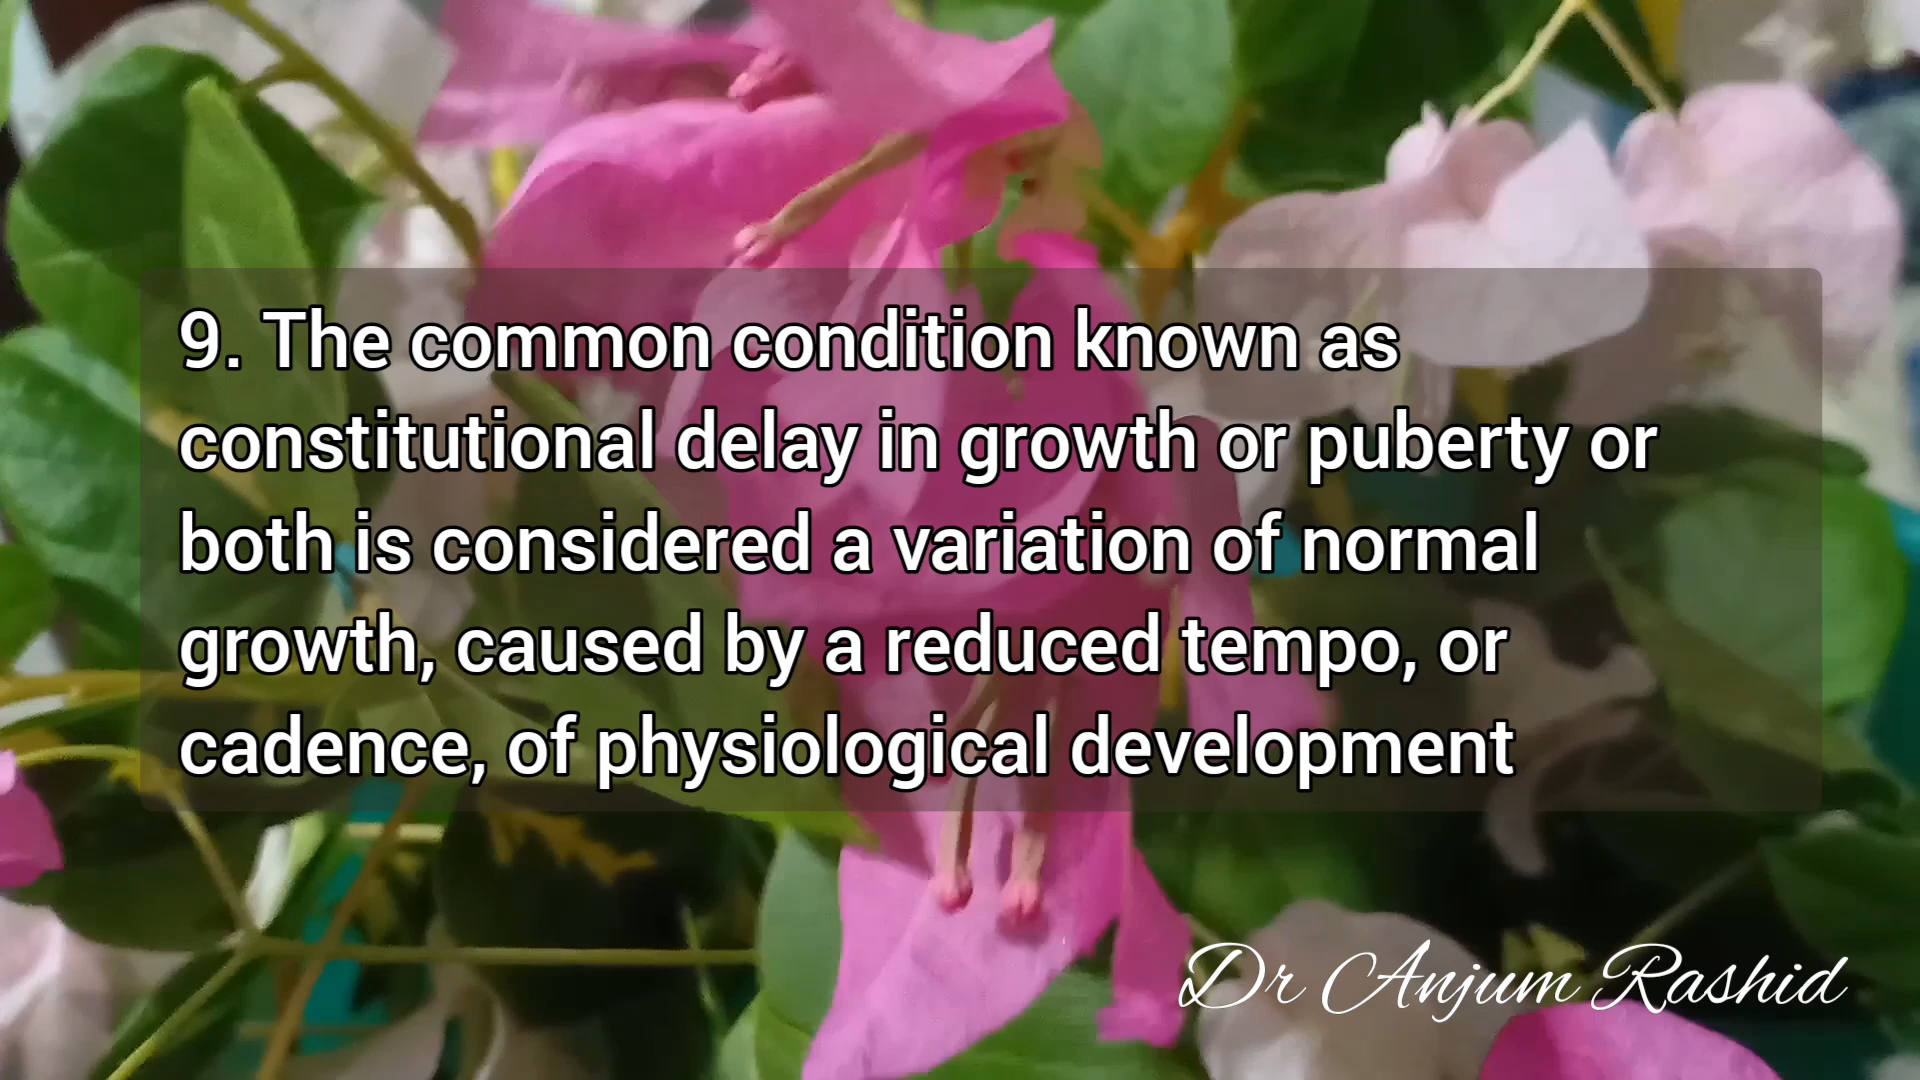 9. The common condition known as
constitutional delay in growth or puberty or
both is considered a variation of normal
growth, caused by a reduced tempo, or
cadence, of physiological development
Dr Anjum Rashid